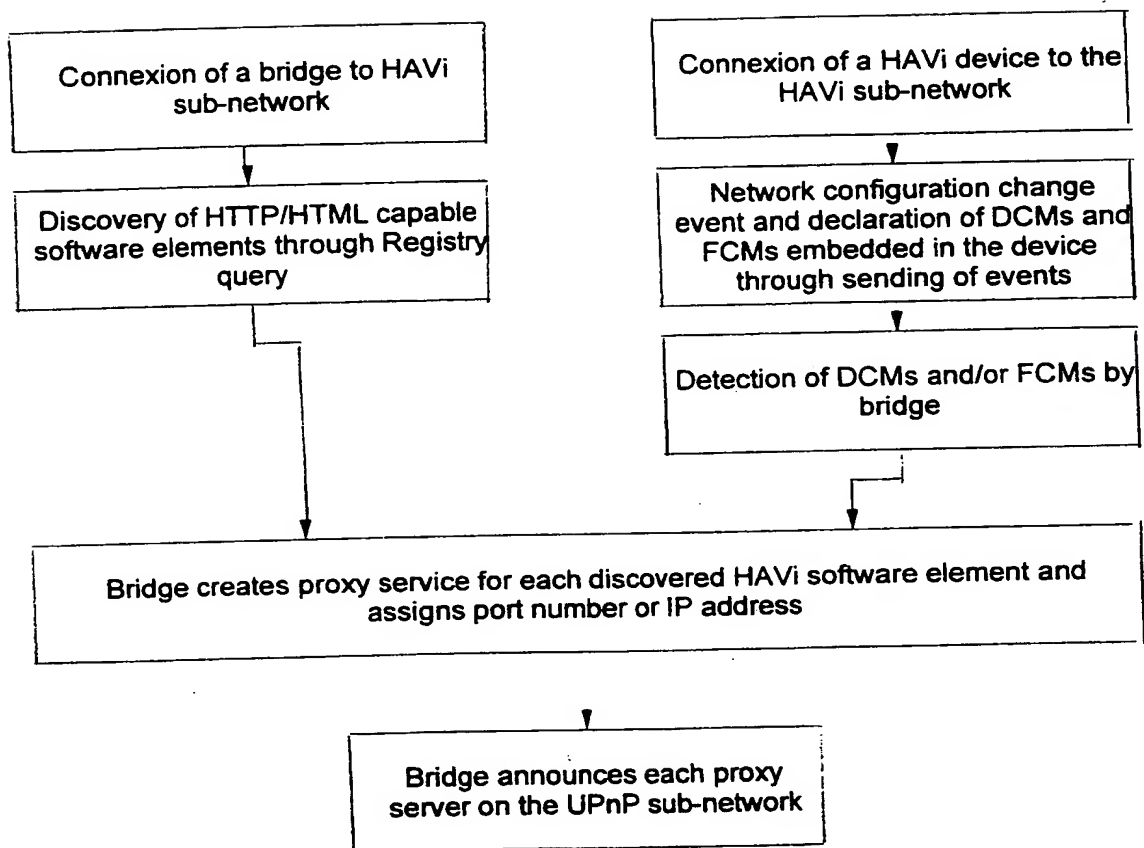 Connexion of a bridge to HAVi
sub-network
Discovery of HTTP/HTML capable
software elements through Registry
query
Connexion of a HAVi device to the
HAVi sub-network
Network configuration change
event and declaration of DCMs and
FCMs embedded in the device
through sending of events
Detection of DCMs and/or FCMs by
bridge
Bridge creates proxy service for each discovered HAVi software element and
assigns port number or IP address
Bridge announces each proxy
server on the UPnP sub-network